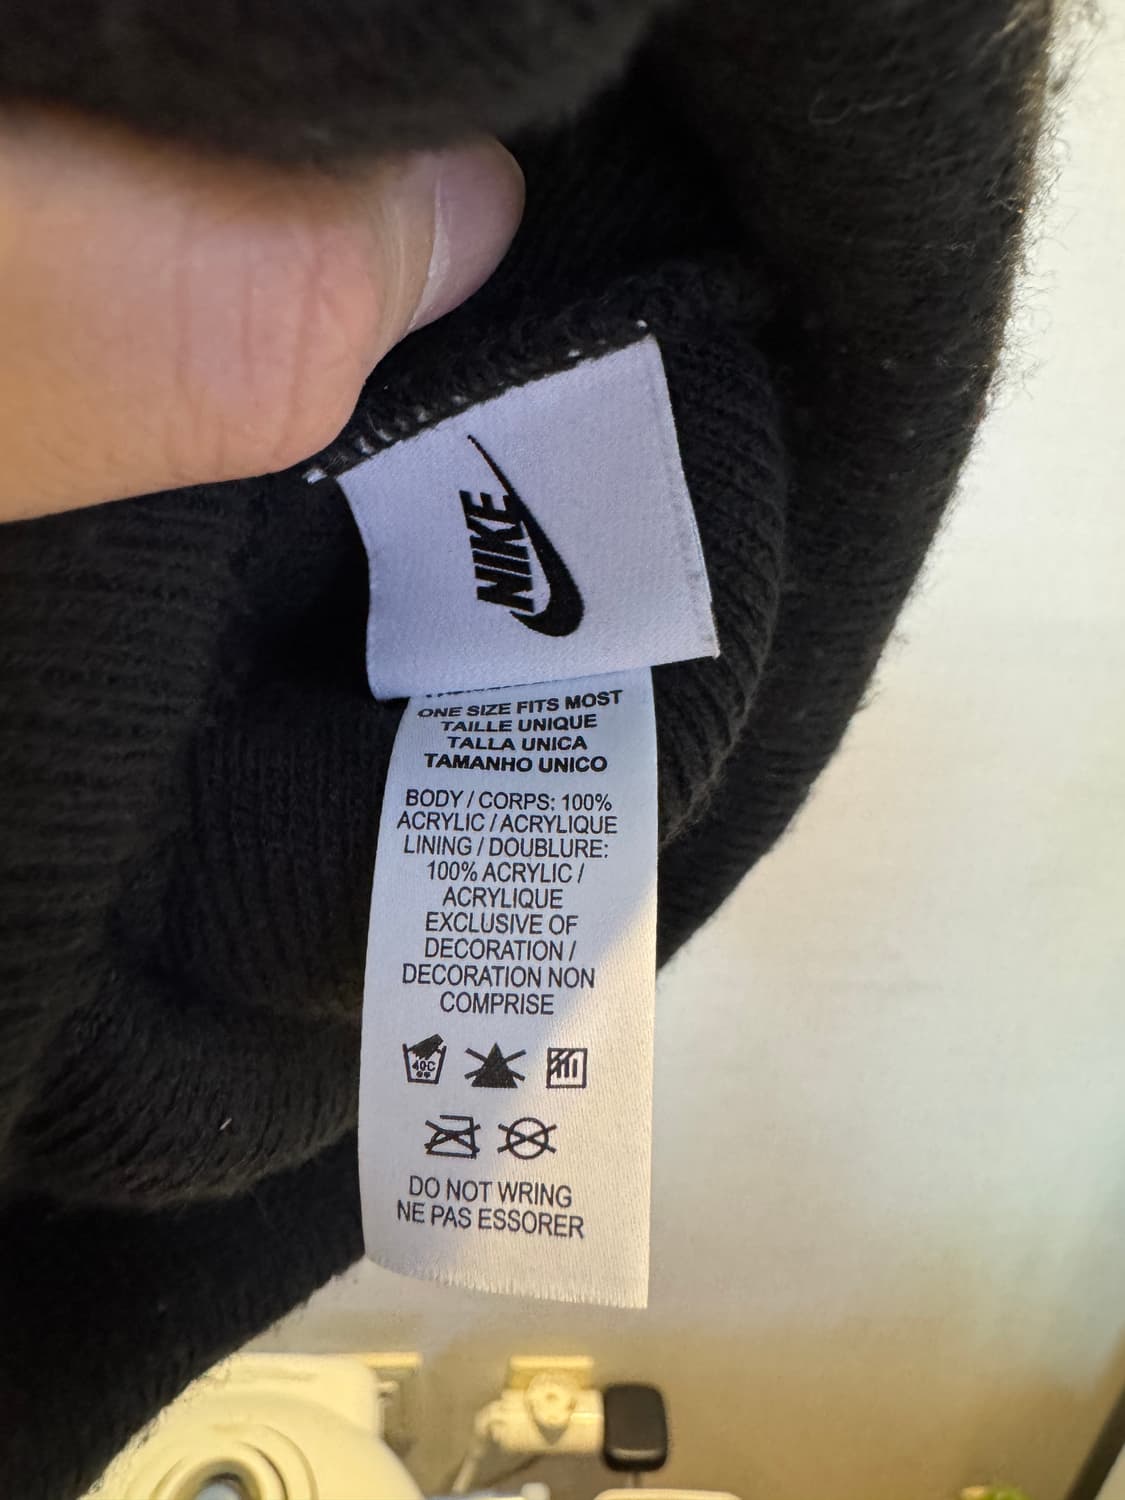 NIKE
ONE SIZE FITS MOST
TAILLE UNIQUE
TALLA UNICA
TAMANHO UNICO
BODY / CORPS: 100%
ACRYLIC / ACRYLIQUE
LINING / DOUBLURE:
100% ACRYLIC /
ACRYLIQUE
EXCLUSIVE OF
DECORATION /
DECORATION NON
COMPRISE
40C
DO NOT WRING
NE PAS ESSORER